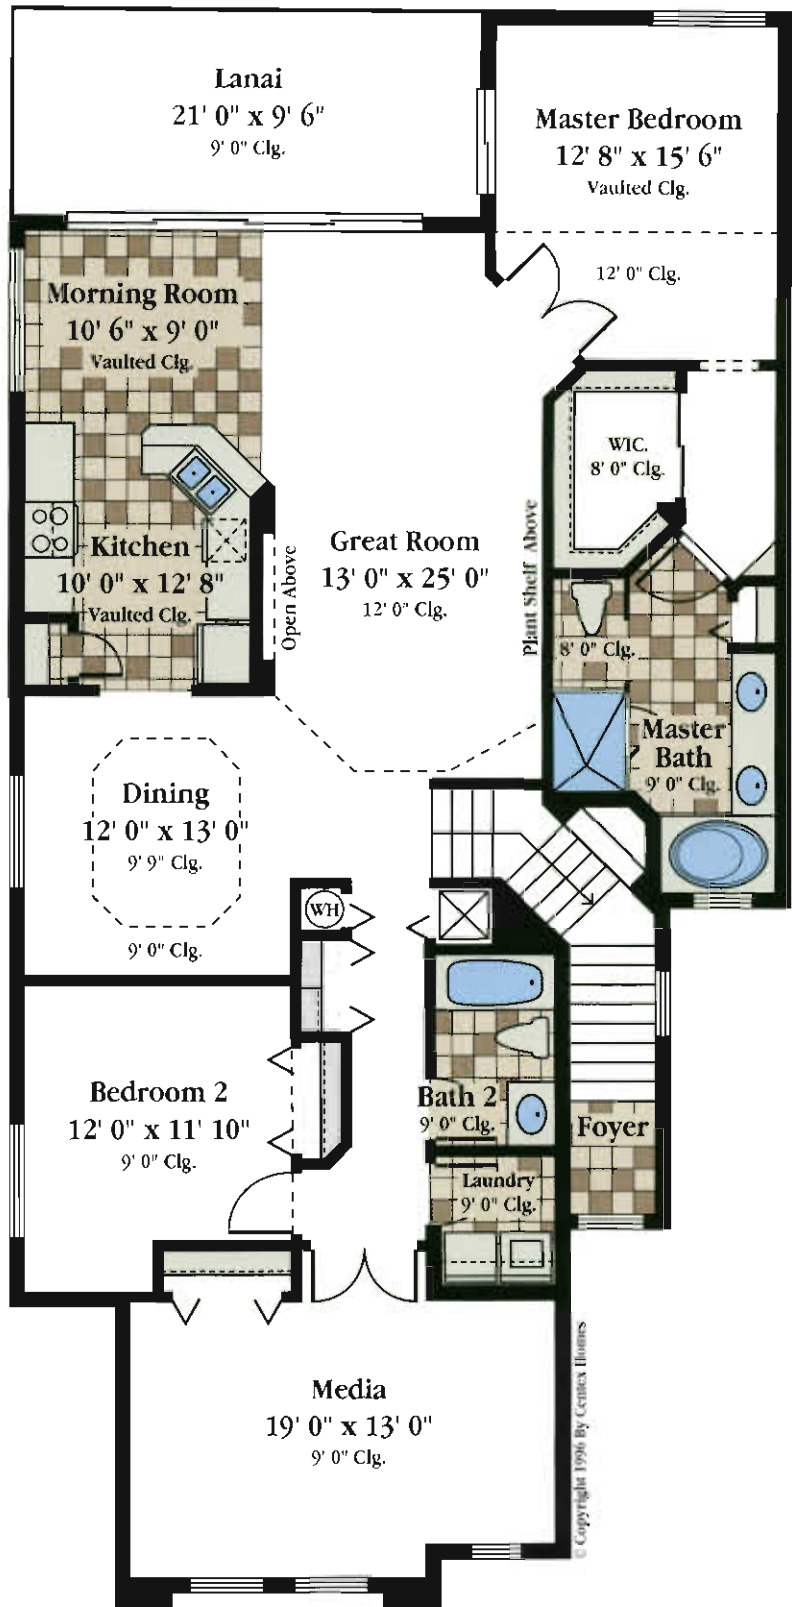 Lanai
21' 0" x 9' 6"
9' 0" Clg.
Master Bedroom
12' 8" x 15' 6"
Vaulted Clg.
12' 0" Clg.
Morning Room
10' 6" x 9' 0"
Vaulted Clg.
WIC.
8' 0" Clg.
Kitchen
10' 0" x 12' 8"
Vaulted Clg.
Open Above
Great Room
13' 0" x 25' 0"
12' 0" Clg.
Plant Shelf Above
8' 0" Clg.
Master
Bath
9' 0" Clg.
Dining
12' 0" x 13' 0"
9' 9" Clg.
9' 0" Clg.
WH
Bedroom 2
12' 0" x 11' 10"
9' 0" Clg.
Bath 2
9' 0" Clg.
Foyer
Laundry
9' 0" Clg.
Media
19' 0" x 13' 0"
9' 0" Clg.
© Copyright 1996 By Centex Homes